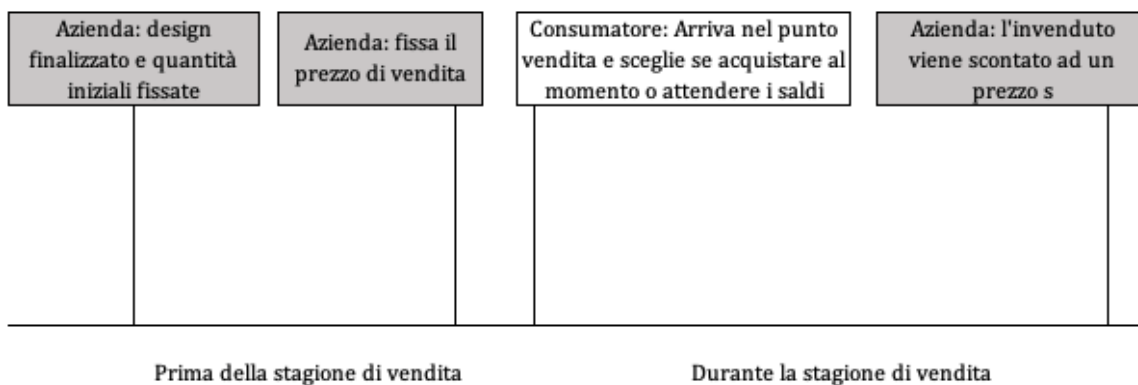 Azienda: design
finalizzato e quantità
iniziali fissate
Azienda: fissa il
prezzo di vendita
Consumatore: Arriva nel punto
vendita e sceglie se acquistare al
momento o attendere i saldi
Azienda: l'invenduto
viene scontato ad un
prezzo s
Prima della stagione di vendita
Durante la stagione di vendita